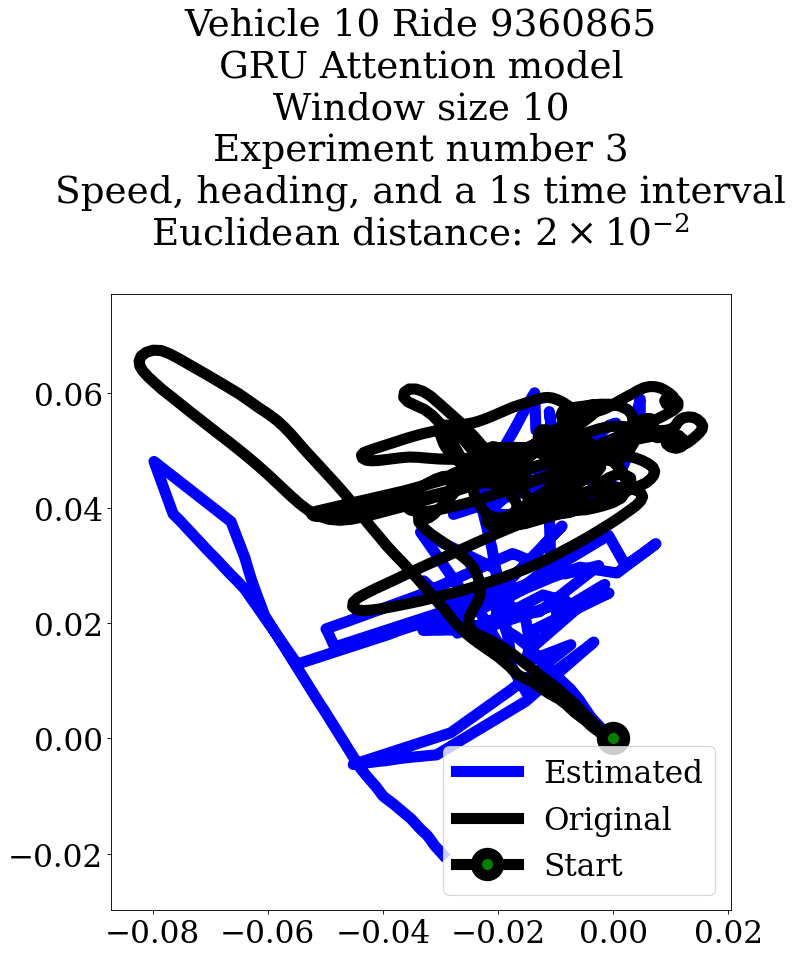 Vehicle 10 Ride 9360865
GRU Attention model
Window size 10
Experiment number 3
Speed, heading, and a 1s time interval
Euclidean distance: 2 × 10⁻²
0.06
0.04
0.02
0.00
−0.02
Estimated
Original
Start
−0.08 −0.06 −0.04 −0.02 0.00 0.02